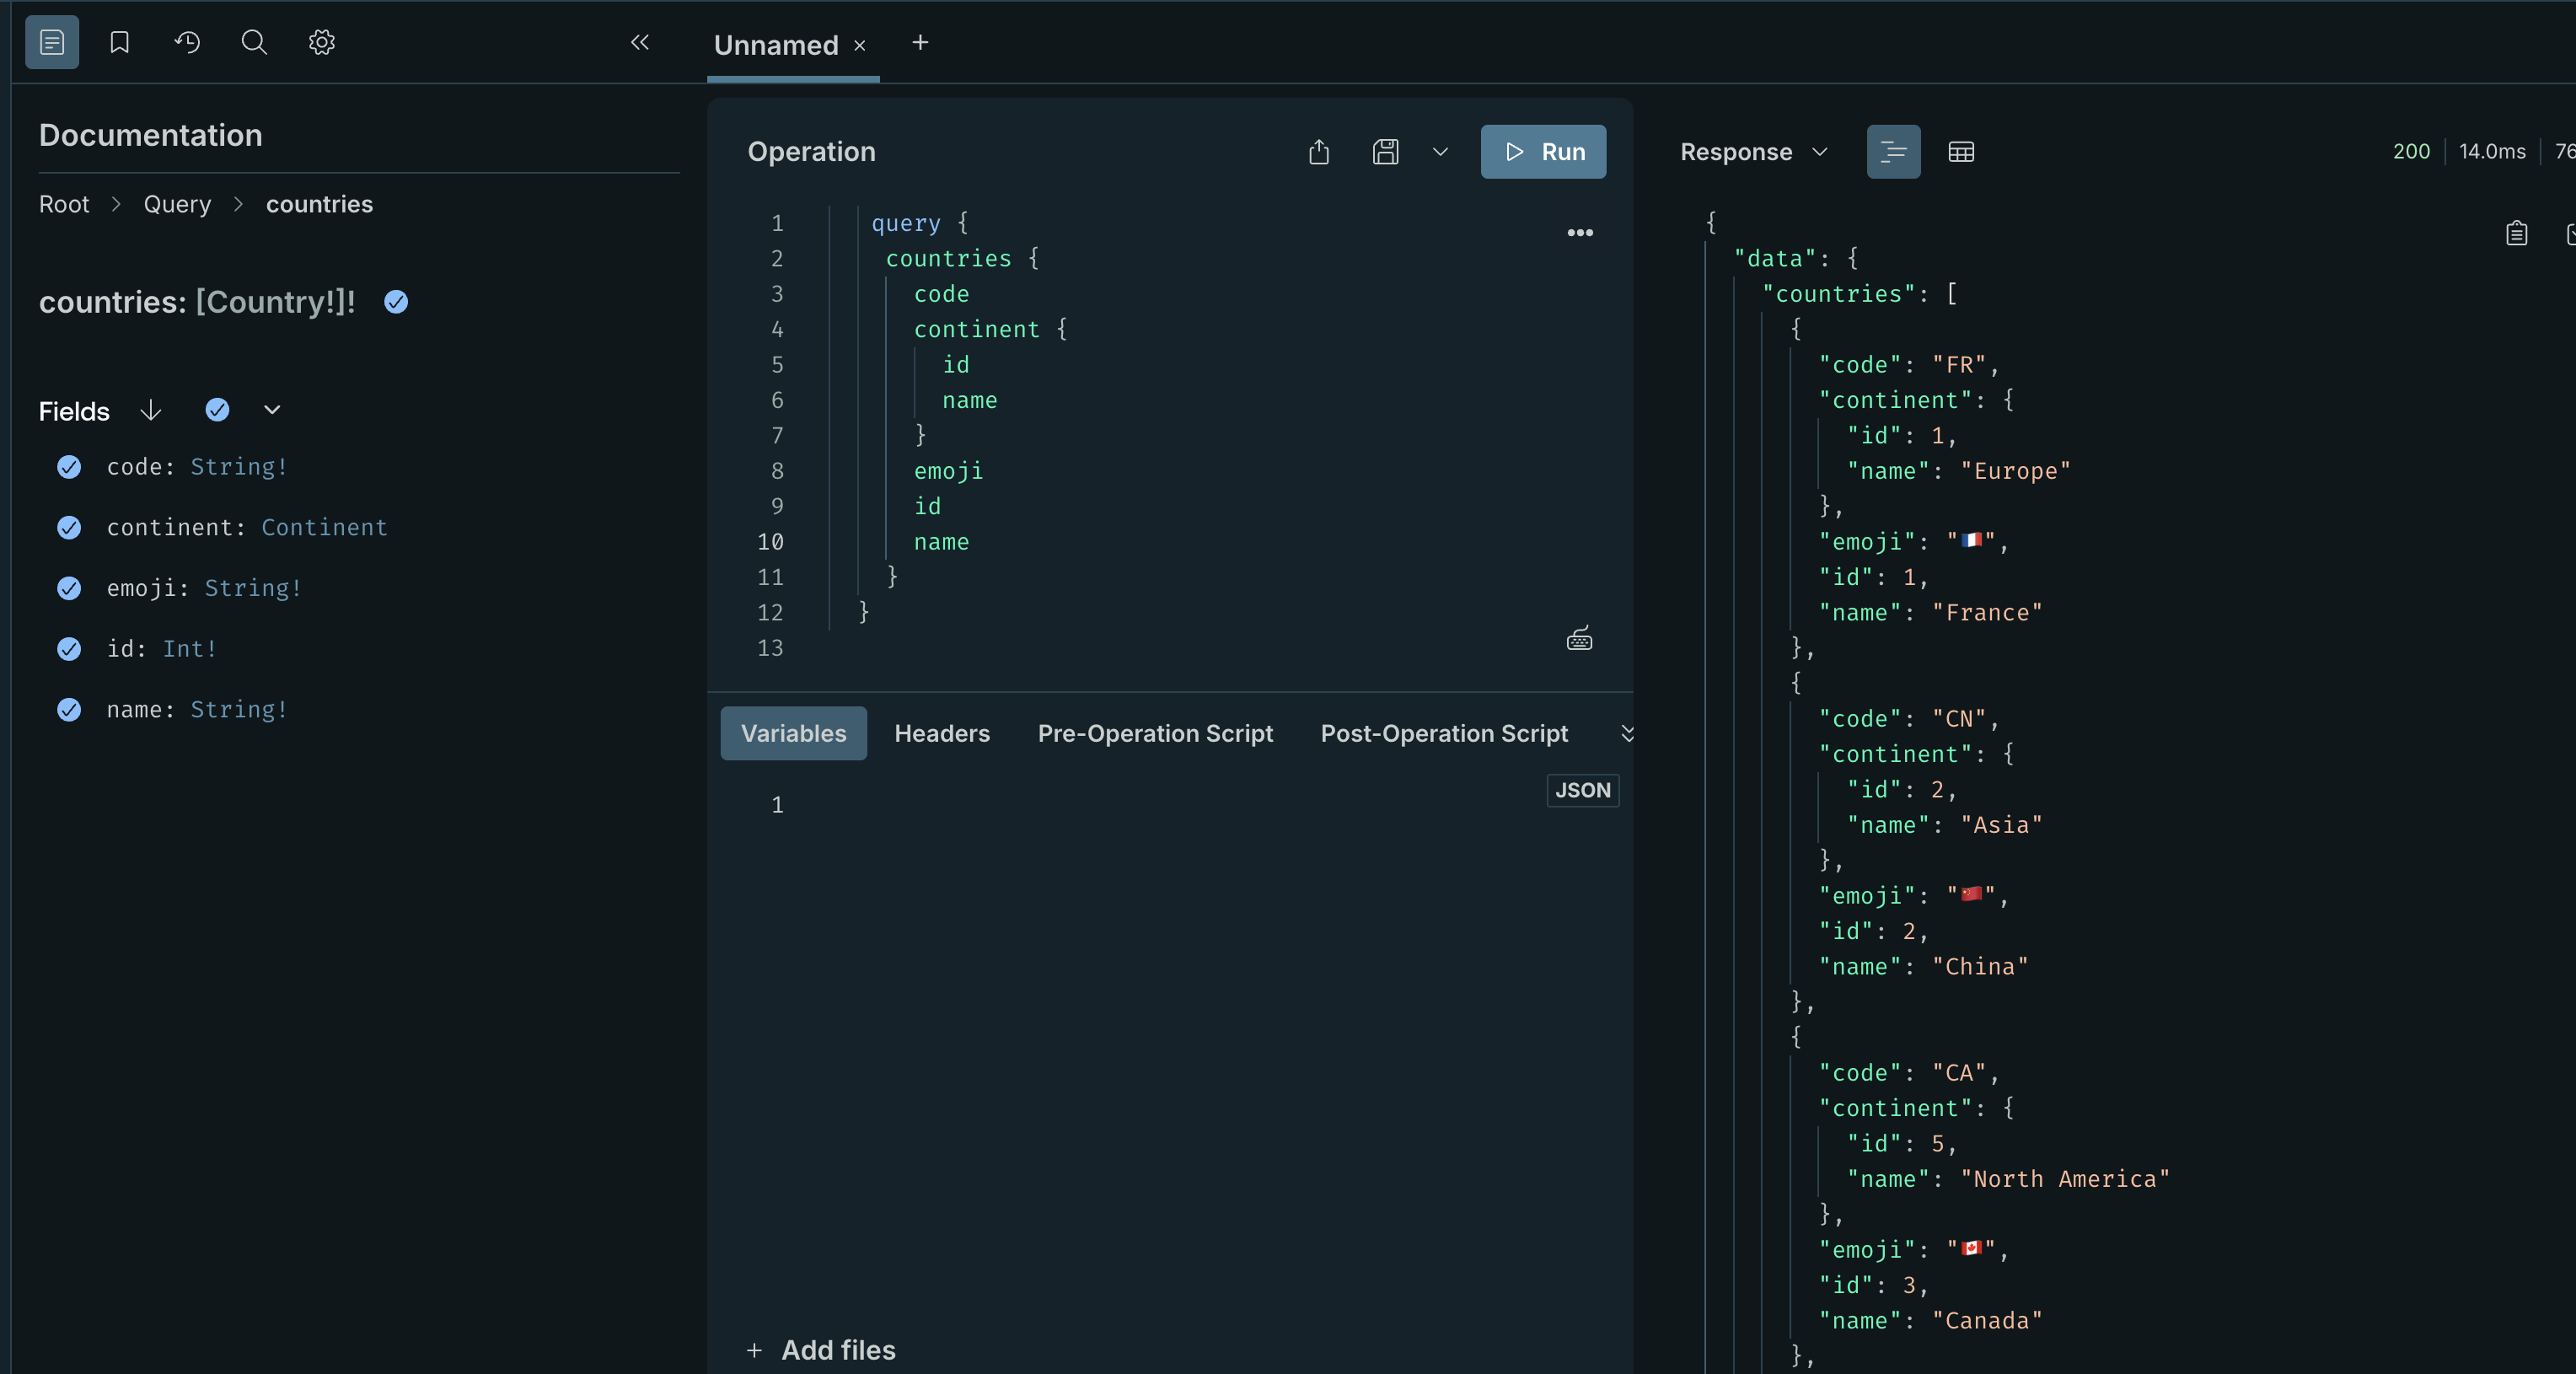 Unnamed
Documentation
Root > Query > countries
countries: [Country!]!
Fields
code: String!
continent: Continent
emoji: String!
id: Int!
name: String!
Operation
Run
1 query {
2 countries {
3 code
4 continent {
5 id
6 name
7 }
8 emoji
9 id
10 name
11 }
12 }
13
Variables Headers Pre-Operation Script Post-Operation Script
JSON
1
+ Add files
Response
200 14.0ms 76
{
"data": {
"countries": [
{
"code": "FR",
"continent": {
"id": 1,
"name": "Europe"
},
"emoji": "🇫🇷",
"id": 1,
"name": "France"
},
{
"code": "CN",
"continent": {
"id": 2,
"name": "Asia"
},
"emoji": "🇨🇳",
"id": 2,
"name": "China"
},
{
"code": "CA",
"continent": {
"id": 5,
"name": "North America"
},
"emoji": "🇨🇦",
"id": 3,
"name": "Canada"
},